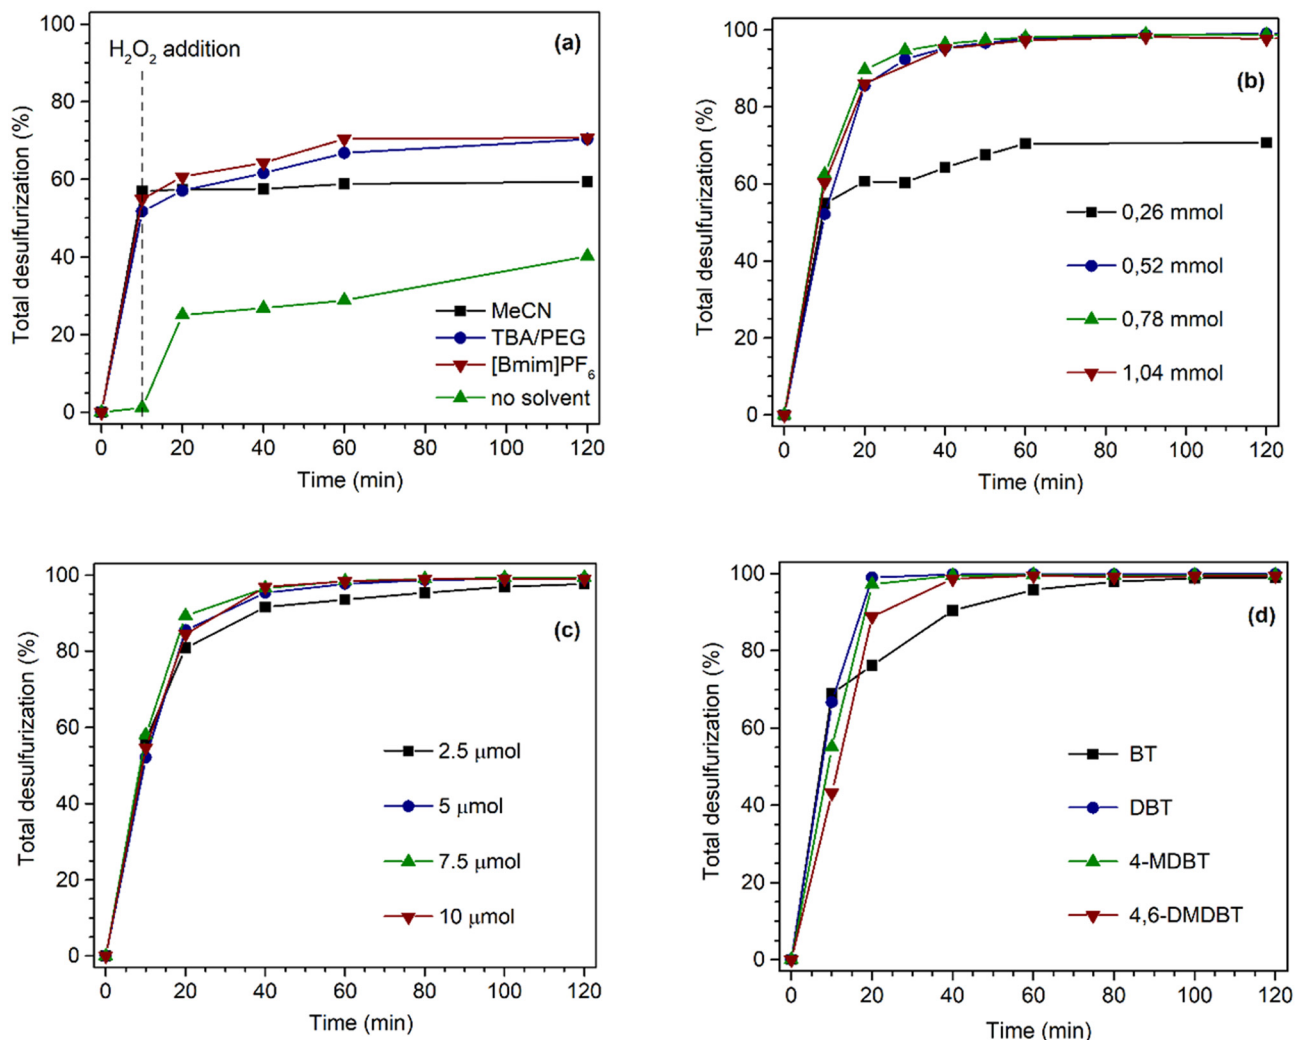 (a)
H₂O₂ addition
Total desulfurization (%)
100
80
60
40
20
0
MeCN
TBA/PEG
[Bmim]PF₆
no solvent
0 20 40 60 80 100 120
Time (min)
(b)
Total desulfurization (%)
100
80
60
40
20
0
0,26 mmol
0,52 mmol
0,78 mmol
1,04 mmol
0 20 40 60 80 100 120
Time (min)
(c)
Total desulfurization (%)
100
80
60
40
20
0
2.5 μmol
5 μmol
7.5 μmol
10 μmol
0 20 40 60 80 100 120
Time (min)
(d)
Total desulfurization (%)
100
80
60
40
20
0
BT
DBT
4-MDBT
4,6-DMDBT
0 20 40 60 80 100 120
Time (min)